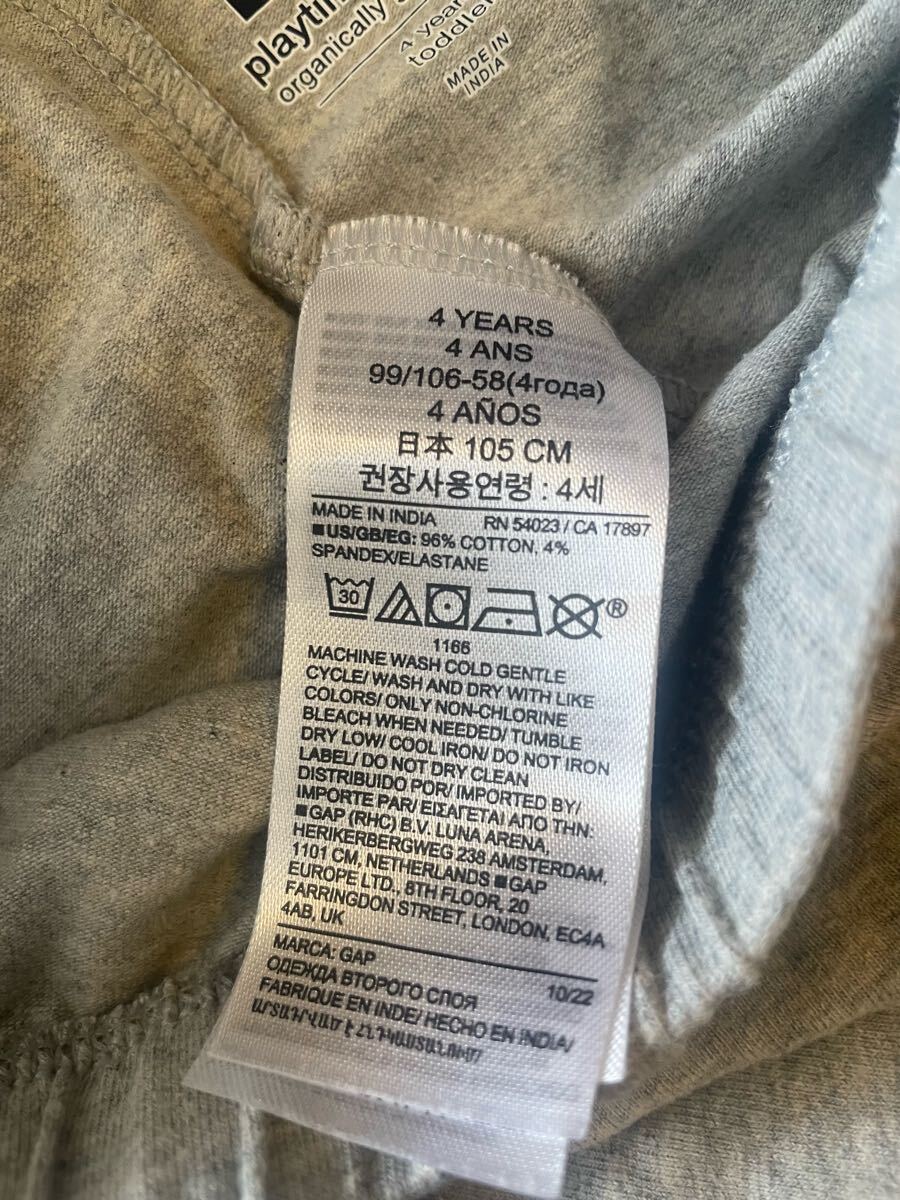 playti
organically
4 year
toddle
MADE IN
INDIA
4 YEARS
4 ANS
99/106-58(4года)
4 AÑOS
日本 105 CM
권장사용연령 : 4세
MADE IN INDIA RN 54023 / CA 17897
■US/GB/EG: 96% COTTON, 4%
SPANDEX/ELASTANE
30
®
1166
MACHINE WASH COLD GENTLE
CYCLE/ WASH AND DRY WITH LIKE
COLORS/ ONLY NON-CHLORINE
BLEACH WHEN NEEDED/ TUMBLE
DRY LOW/ COOL IRON/ DO NOT IRON
LABEL/ DO NOT DRY CLEAN
DISTRIBUIDO POR/ IMPORTED BY/
IMPORTE PAR/ ΕΙΣΑΓΕΤΑΙ ΑΠΟ ΤΗΝ:
■GAP (RHC) B.V. LUNA ARENA,
HERIKERBERGWEG 238 AMSTERDAM,
1101 CM, NETHERLANDS ■GAP
EUROPE LTD., 8TH FLOOR, 20
FARRINGDON STREET, LONDON, EC4A
4AB, UK
MARCA: GAP
ОДЕЖДА ВТОРОГО СЛОЯ 10/22
FABRIQUE EN INDE/ HECHO EN INDIA/
ԱՐՏԱԴՐՎԱԾ Է ՀՆԴԿԱՍՏԱՆՈՒՄ